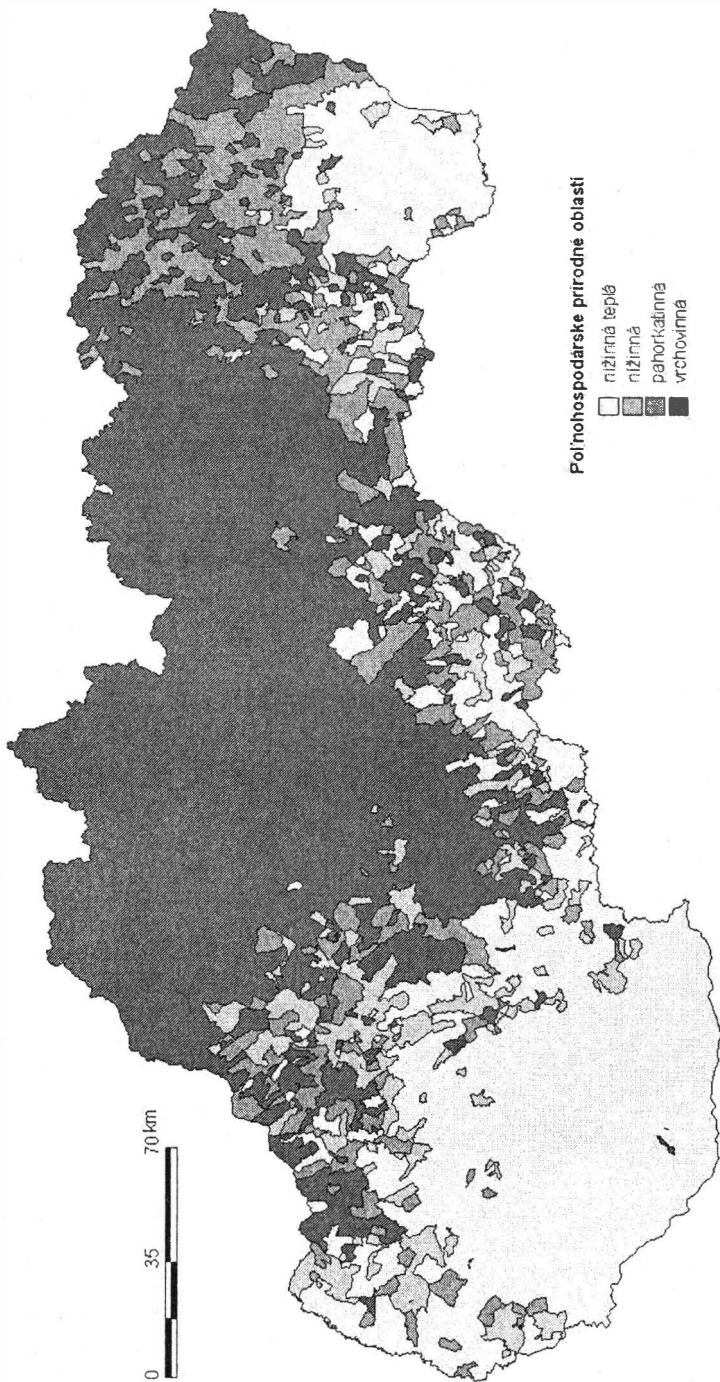 0 35 70 km
Poľnohospodárske prírodné oblasti
nížinná teplá
nížinná
pahorkatinná
vrchovinná